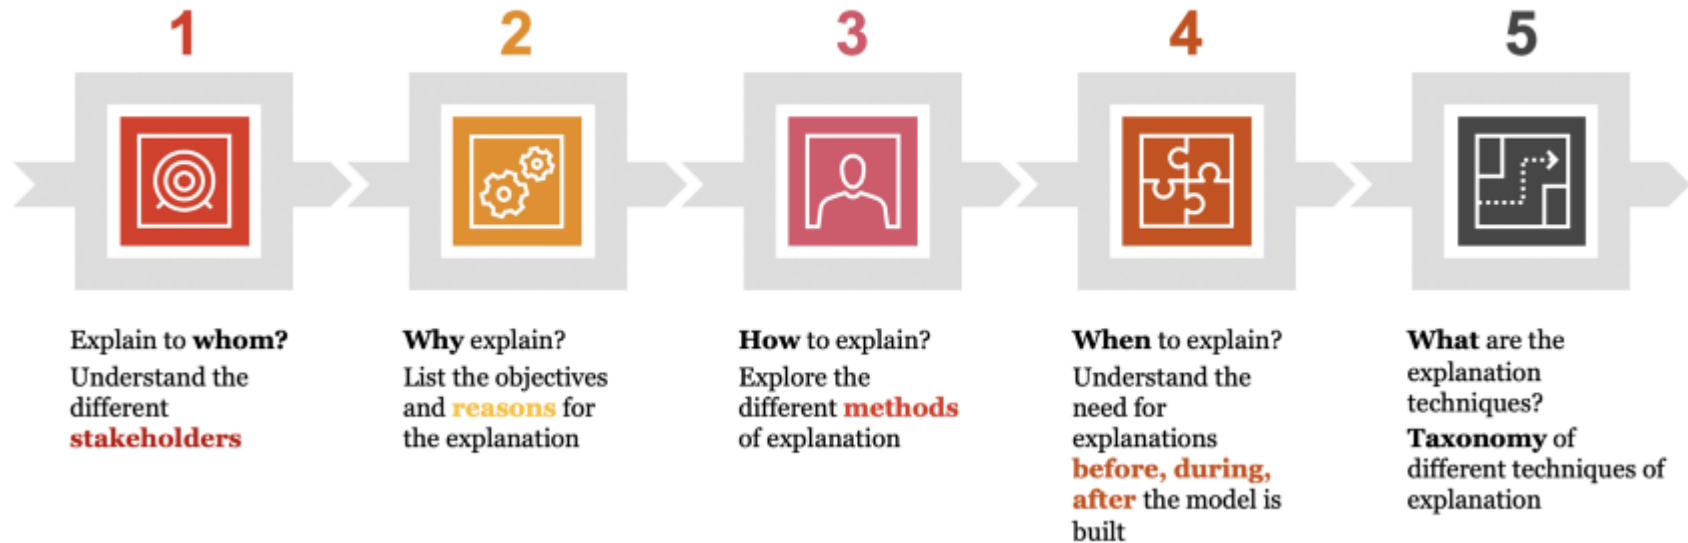 1
2
3
4
5
Explain to whom?
Understand the
different
stakeholders
Why explain?
List the objectives
and reasons for
the explanation
How to explain?
Explore the
different methods
of explanation
When to explain?
Understand the
need for
explanations
before, during,
after the model is
built
What are the
explanation
techniques?
Taxonomy of
different techniques of
explanation